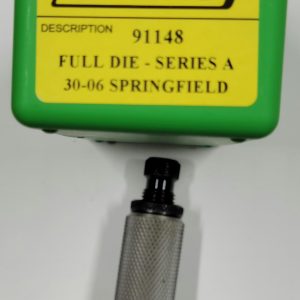 DESCRIPTION
91148
FULL DIE - SERIES A
30-06 SPRINGFIELD